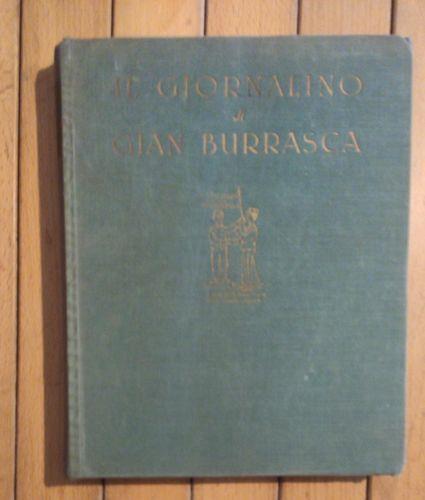 IL GIORNALINO
di
GIAN BURRASCA